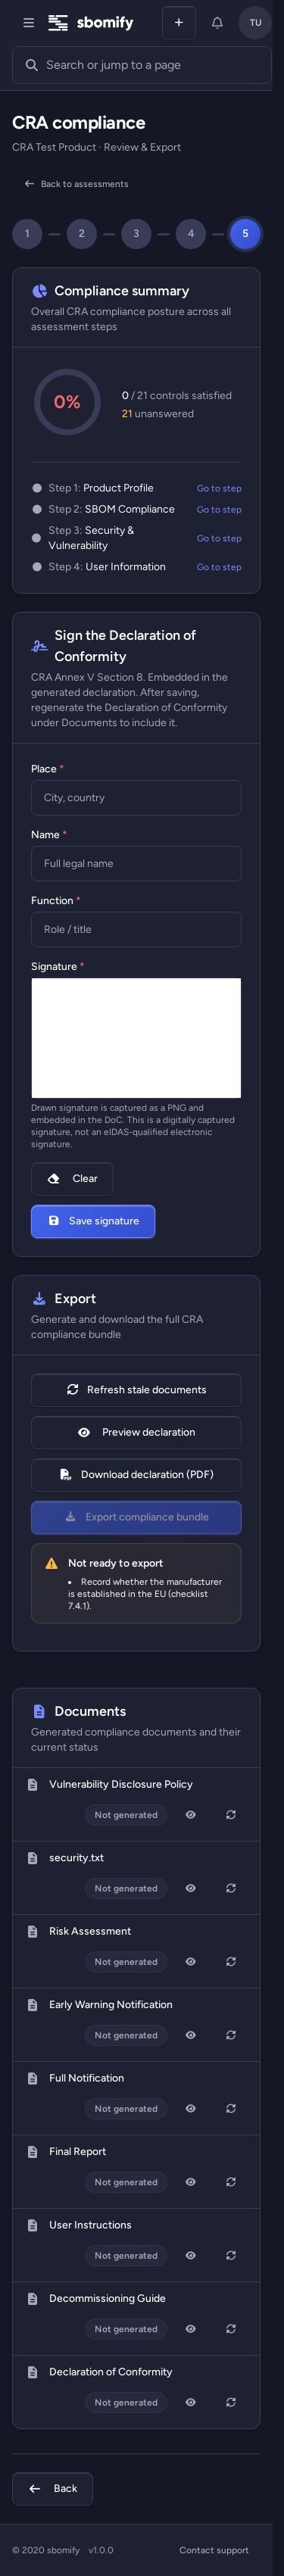 sbomify
TU
Search or jump to a page
CRA compliance
CRA Test Product · Review & Export
Back to assessments
1 2 3 4 5
Compliance summary
Overall CRA compliance posture across all
assessment steps
0%
0 / 21 controls satisfied
21 unanswered
Step 1: Product Profile Go to step
Step 2: SBOM Compliance Go to step
Step 3: Security &
Vulnerability Go to step
Step 4: User Information Go to step
Sign the Declaration of
Conformity
CRA Annex V Section 8. Embedded in the
generated declaration. After saving,
regenerate the Declaration of Conformity
under Documents to include it.
Place *
City, country
Name *
Full legal name
Function *
Role / title
Signature *
Drawn signature is captured as a PNG and
embedded in the DoC. This is a digitally captured
signature, not an eIDAS-qualified electronic
signature.
Clear
Save signature
Export
Generate and download the full CRA
compliance bundle
Refresh stale documents
Preview declaration
Download declaration (PDF)
Export compliance bundle
Not ready to export
• Record whether the manufacturer
is established in the EU (checklist
7.4.1).
Documents
Generated compliance documents and their
current status
Vulnerability Disclosure Policy
Not generated
security.txt
Not generated
Risk Assessment
Not generated
Early Warning Notification
Not generated
Full Notification
Not generated
Final Report
Not generated
User Instructions
Not generated
Decommissioning Guide
Not generated
Declaration of Conformity
Not generated
Back
© 2020 sbomify v1.0.0 Contact support